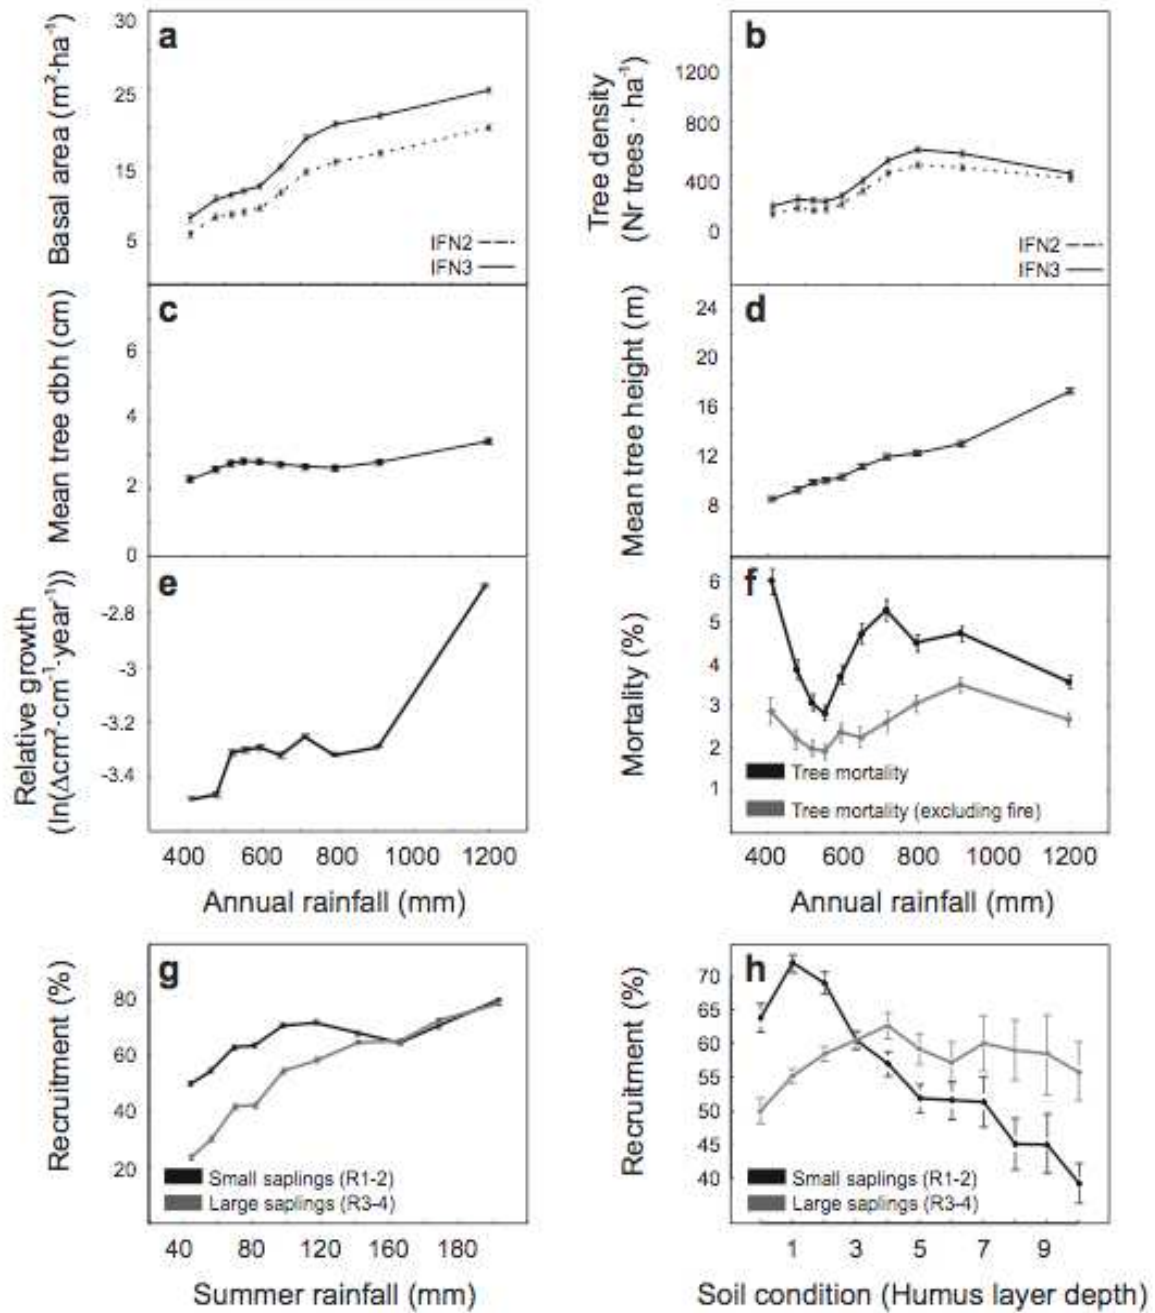 a
Basal area (m²·ha⁻¹)
30
25
15
5
IFN2
IFN3
b
Tree density
(Nr trees · ha⁻¹)
1200
800
400
0
IFN2
IFN3
c
Mean tree dbh (cm)
6
4
2
0
d
Mean tree height (m)
24
20
16
12
8
e
Relative growth
(ln(Δcm²·cm⁻¹·year⁻¹))
-2.8
-3
-3.2
-3.4
400 600 800 1000 1200
Annual rainfall (mm)
f
Mortality (%)
6
5
4
3
2
1
Tree mortality
Tree mortality (excluding fire)
400 600 800 1000 1200
Annual rainfall (mm)
g
Recruitment (%)
80
60
40
20
Small saplings (R1-2)
Large saplings (R3-4)
40 80 120 160 180
Summer rainfall (mm)
h
Recruitment (%)
70
65
60
55
50
45
40
Small saplings (R1-2)
Large saplings (R3-4)
1 3 5 7 9
Soil condition (Humus layer depth)